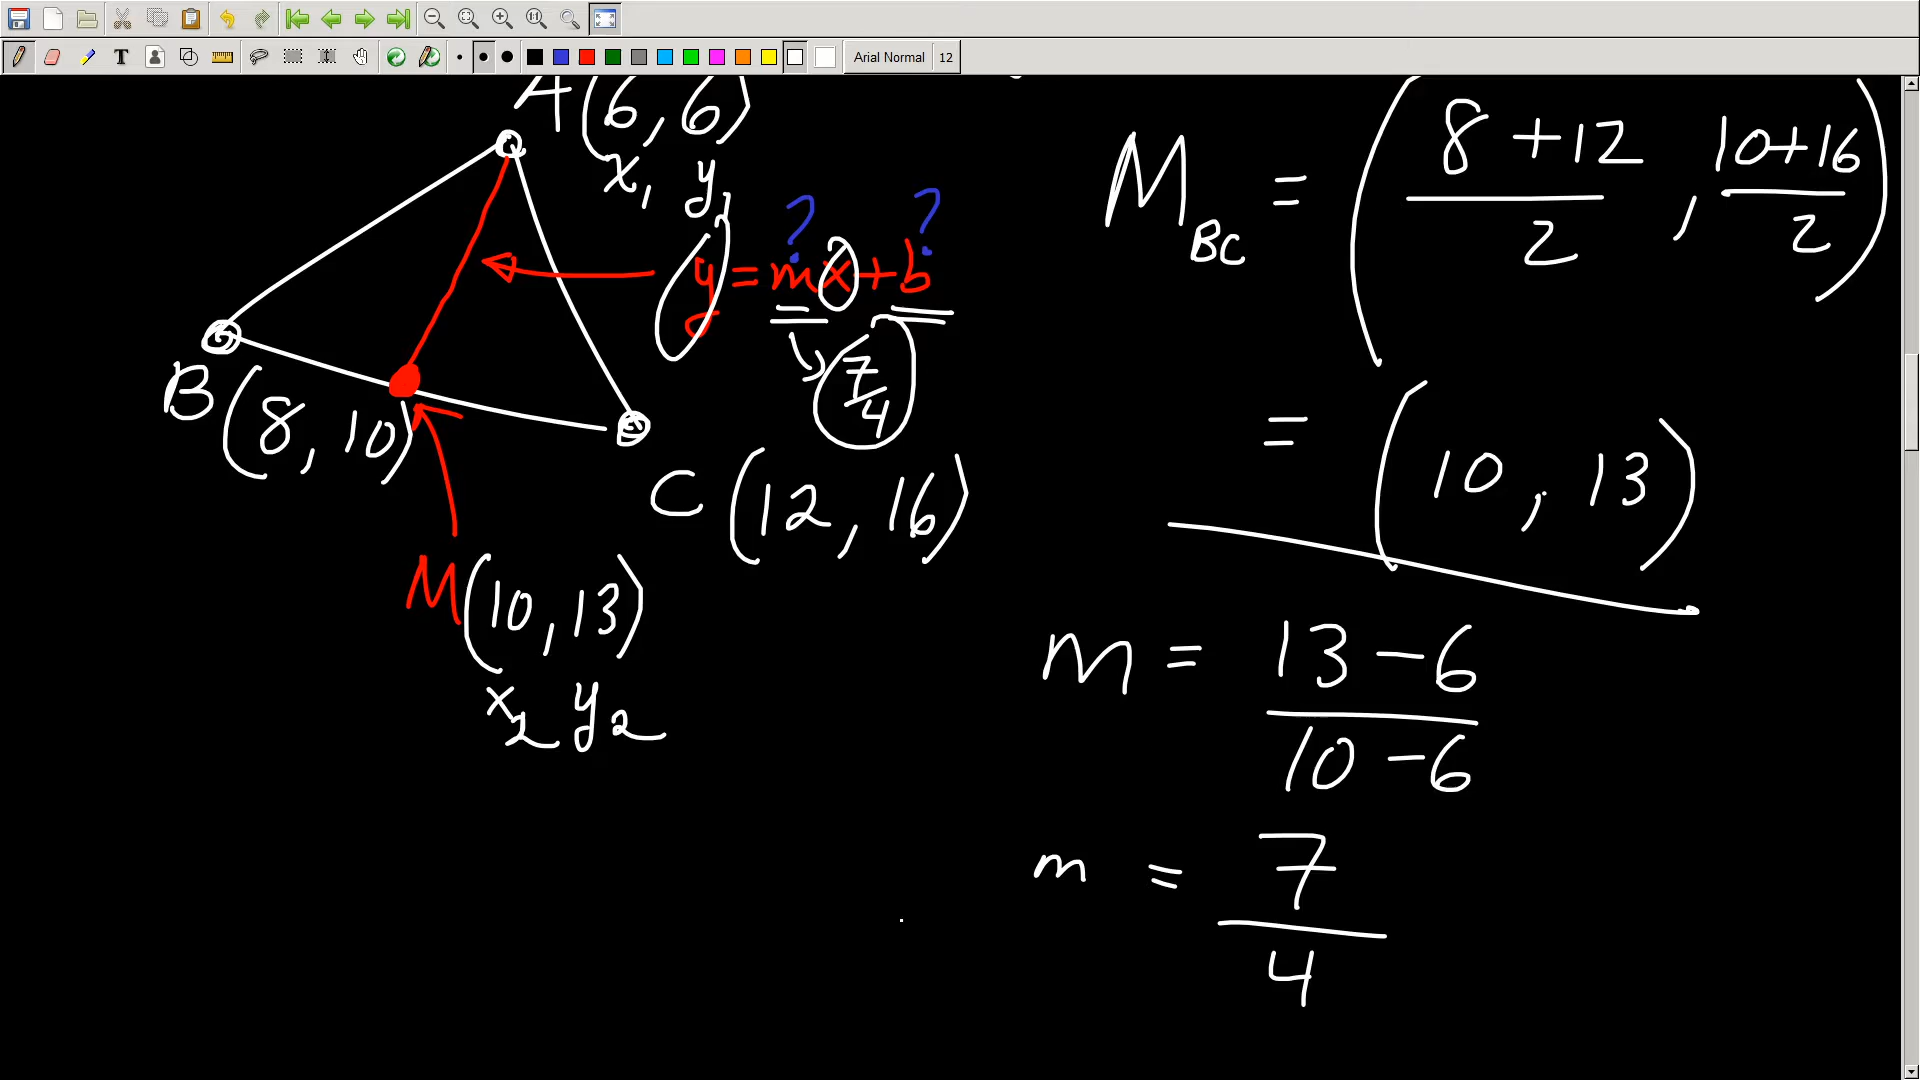 Arial Normal 12
A(6,6)
x₁ y₁
? ?
y = mx + b
7/4
B(8,10)
C(12,16)
M(10,13)
x₂ y₂
M_BC = ( (8+12)/2 , (10+16)/2 )
= (10, 13)
m = (13-6)/(10-6)
m = 7/4